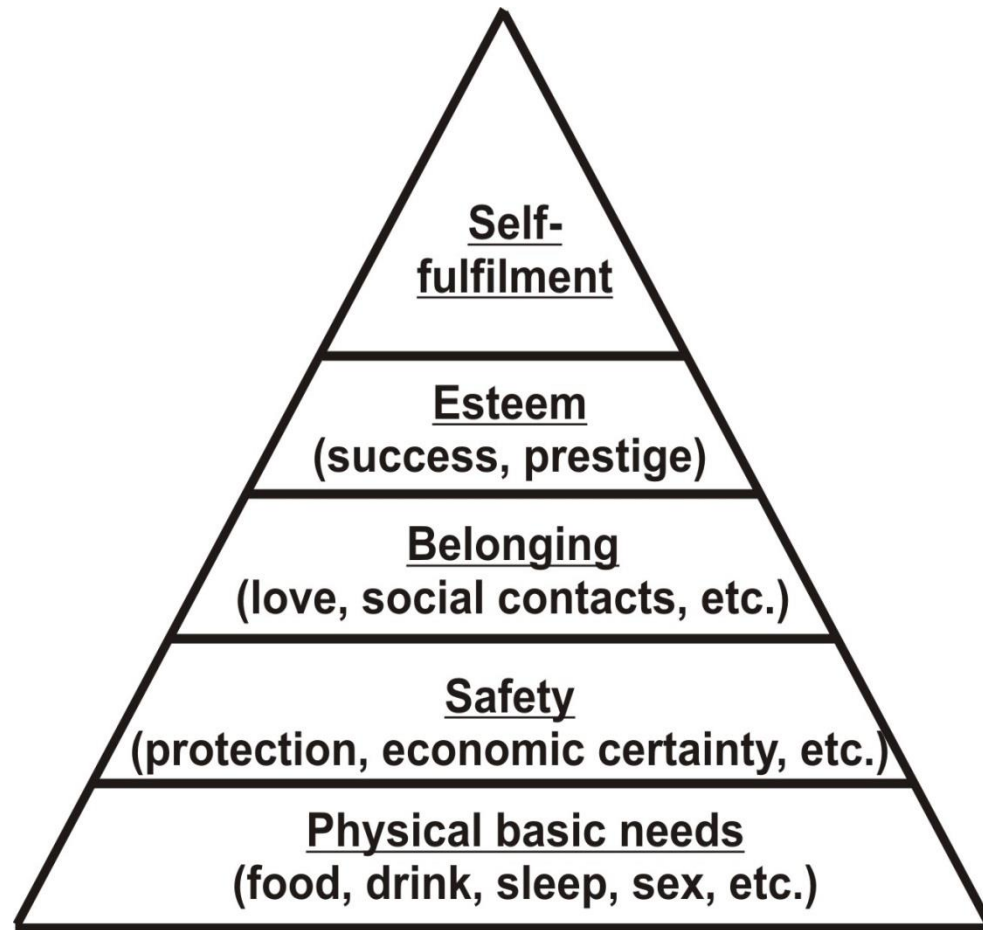 Self-
fulfilment
Esteem
(success, prestige)
Belonging
(love, social contacts, etc.)
Safety
(protection, economic certainty, etc.)
Physical basic needs
(food, drink, sleep, sex, etc.)